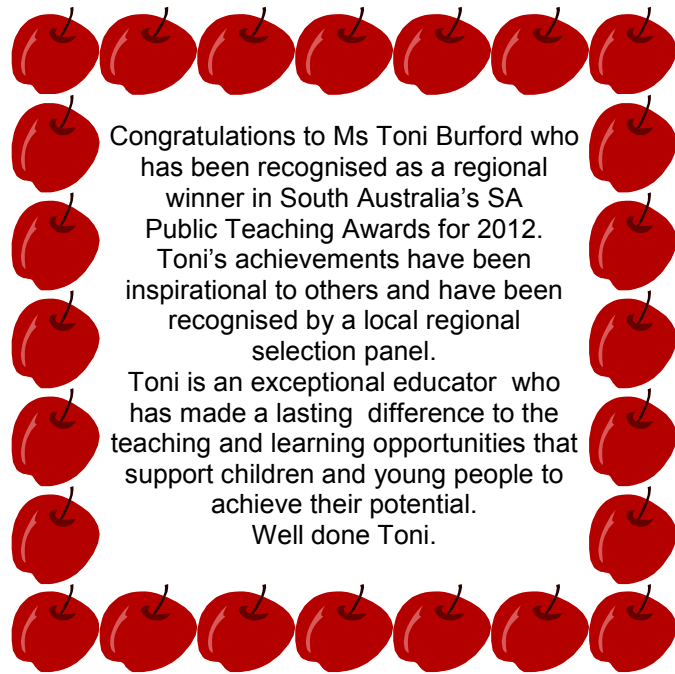 Congratulations to Ms Toni Burford who
has been recognised as a regional
winner in South Australia’s SA
Public Teaching Awards for 2012.
Toni’s achievements have been
inspirational to others and have been
recognised by a local regional
selection panel.
Toni is an exceptional educator  who
has made a lasting  difference to the
teaching and learning opportunities that
support children and young people to
achieve their potential.
Well done Toni.